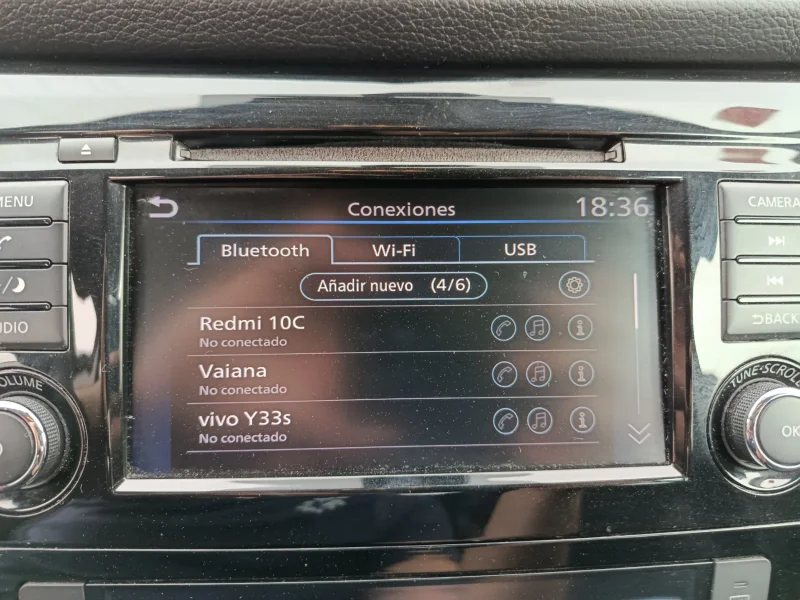 Conexiones
18:36
Bluetooth
Wi-Fi
USB
Añadir nuevo (4/6)
Redmi 10C
No conectado
Vaiana
No conectado
vivo Y33s
No conectado
MENU
CAMERA
BACK
VOLUME
TUNE·SCROLL
OK